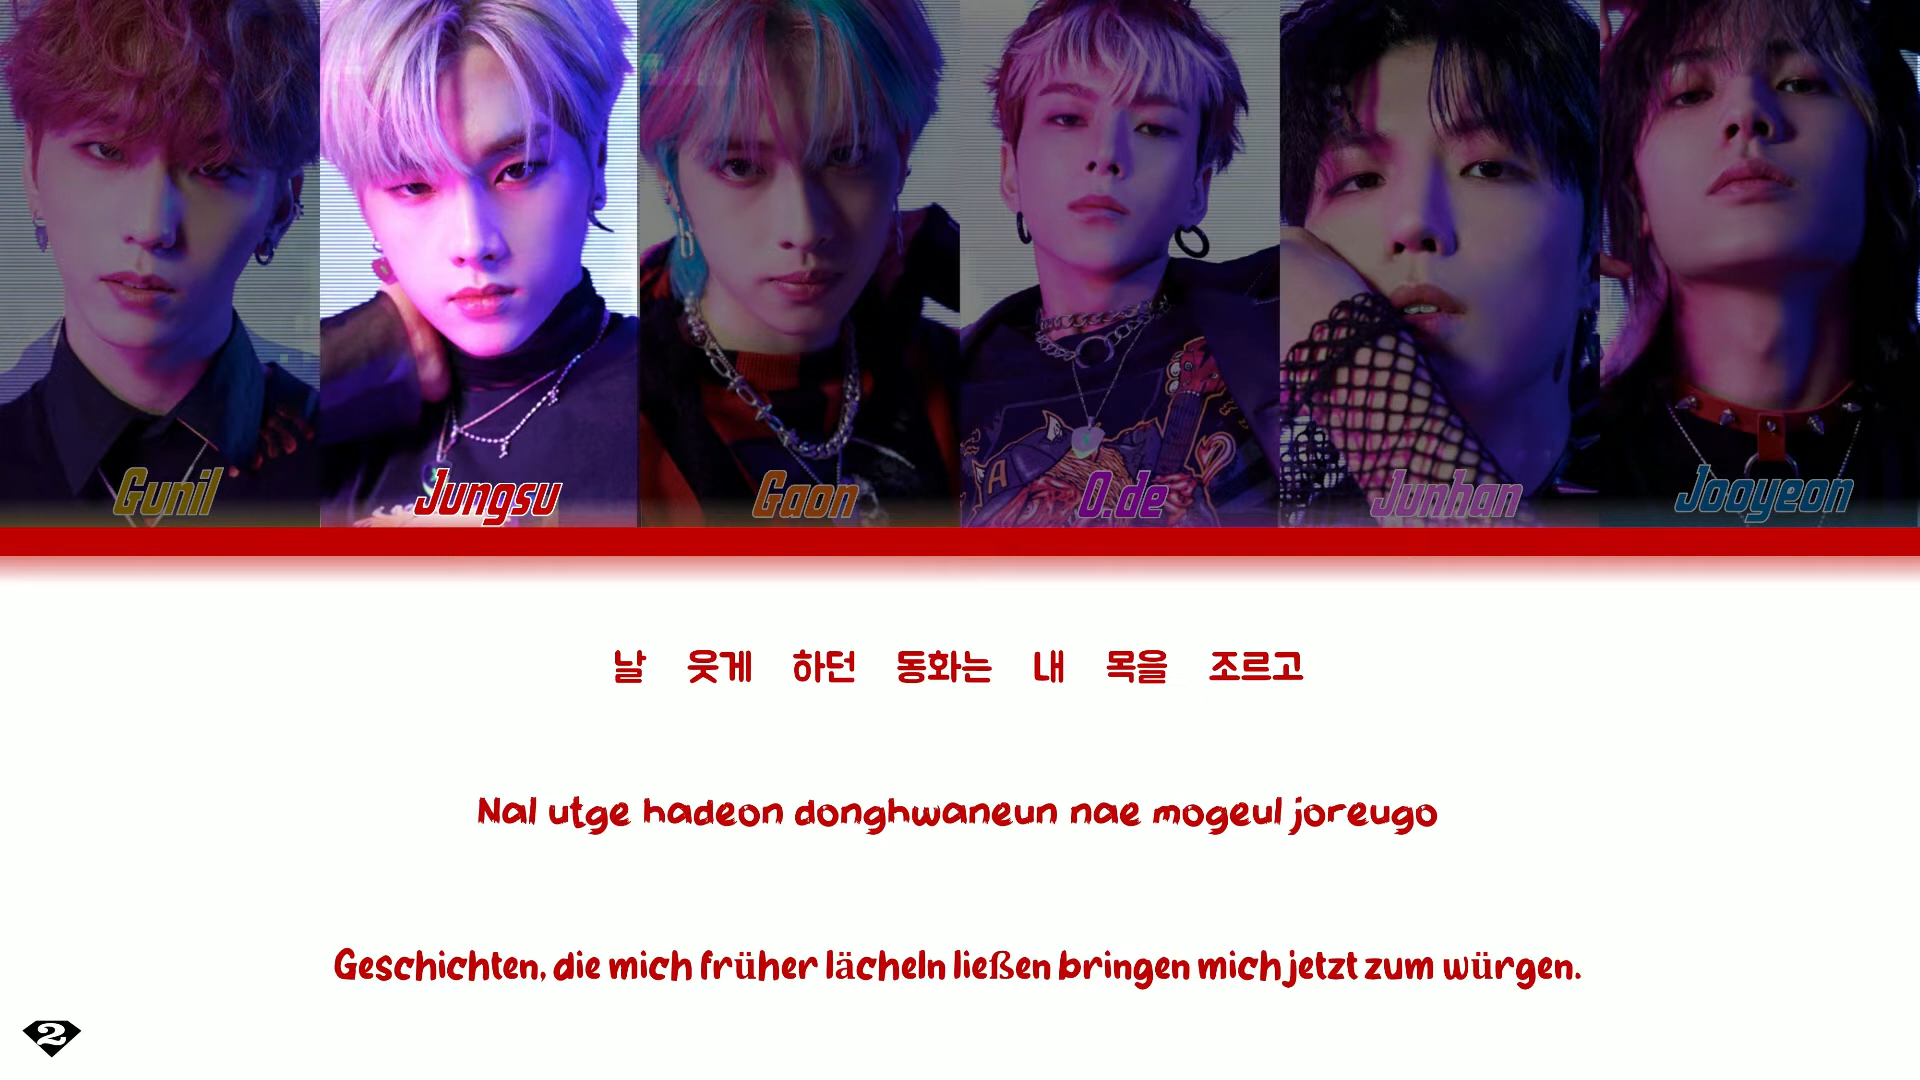 Gunil Jungsu Gaon O.de Junhan Jooyeon
날 웃게 하던 동화는 내 목을 조르고
Nal utge hadeon donghwaneun nae mogeul joreugo
Geschichten, die mich früher lächeln ließen bringen mich jetzt zum würgen.
2